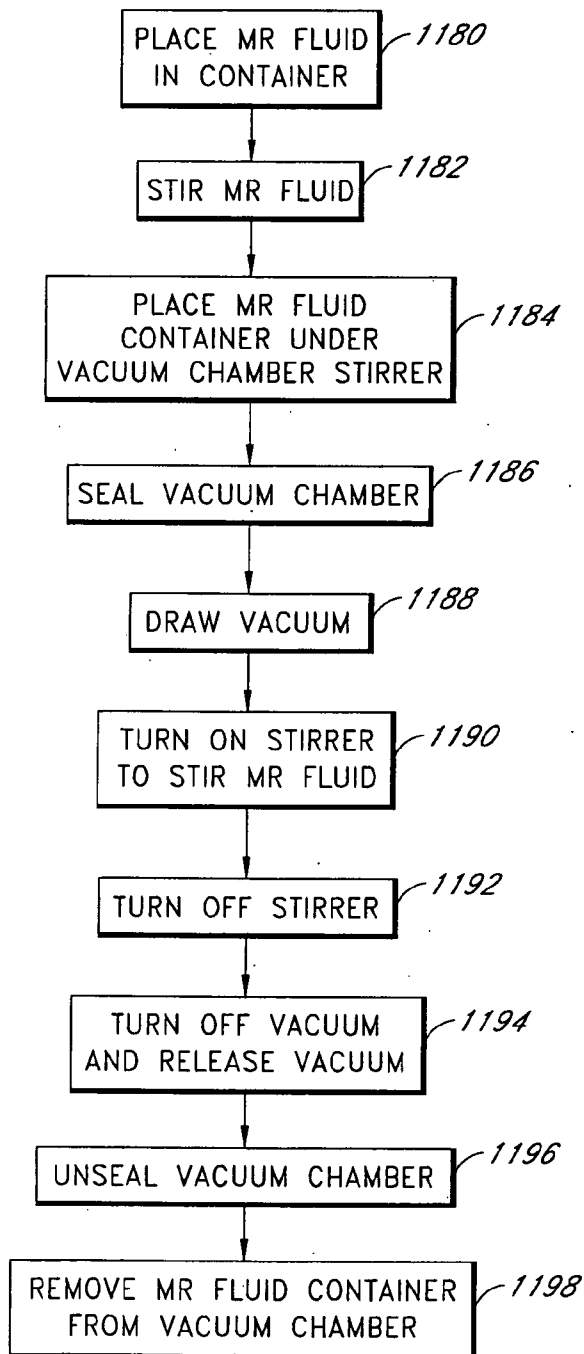 PLACE MR FLUID
IN CONTAINER
1180
STIR MR FLUID
1182
PLACE MR FLUID
CONTAINER UNDER
VACUUM CHAMBER STIRRER
1184
SEAL VACUUM CHAMBER
1186
DRAW VACUUM
1188
TURN ON STIRRER
TO STIR MR FLUID
1190
TURN OFF STIRRER
1192
TURN OFF VACUUM
AND RELEASE VACUUM
1194
UNSEAL VACUUM CHAMBER
1196
REMOVE MR FLUID CONTAINER
FROM VACUUM CHAMBER
1198